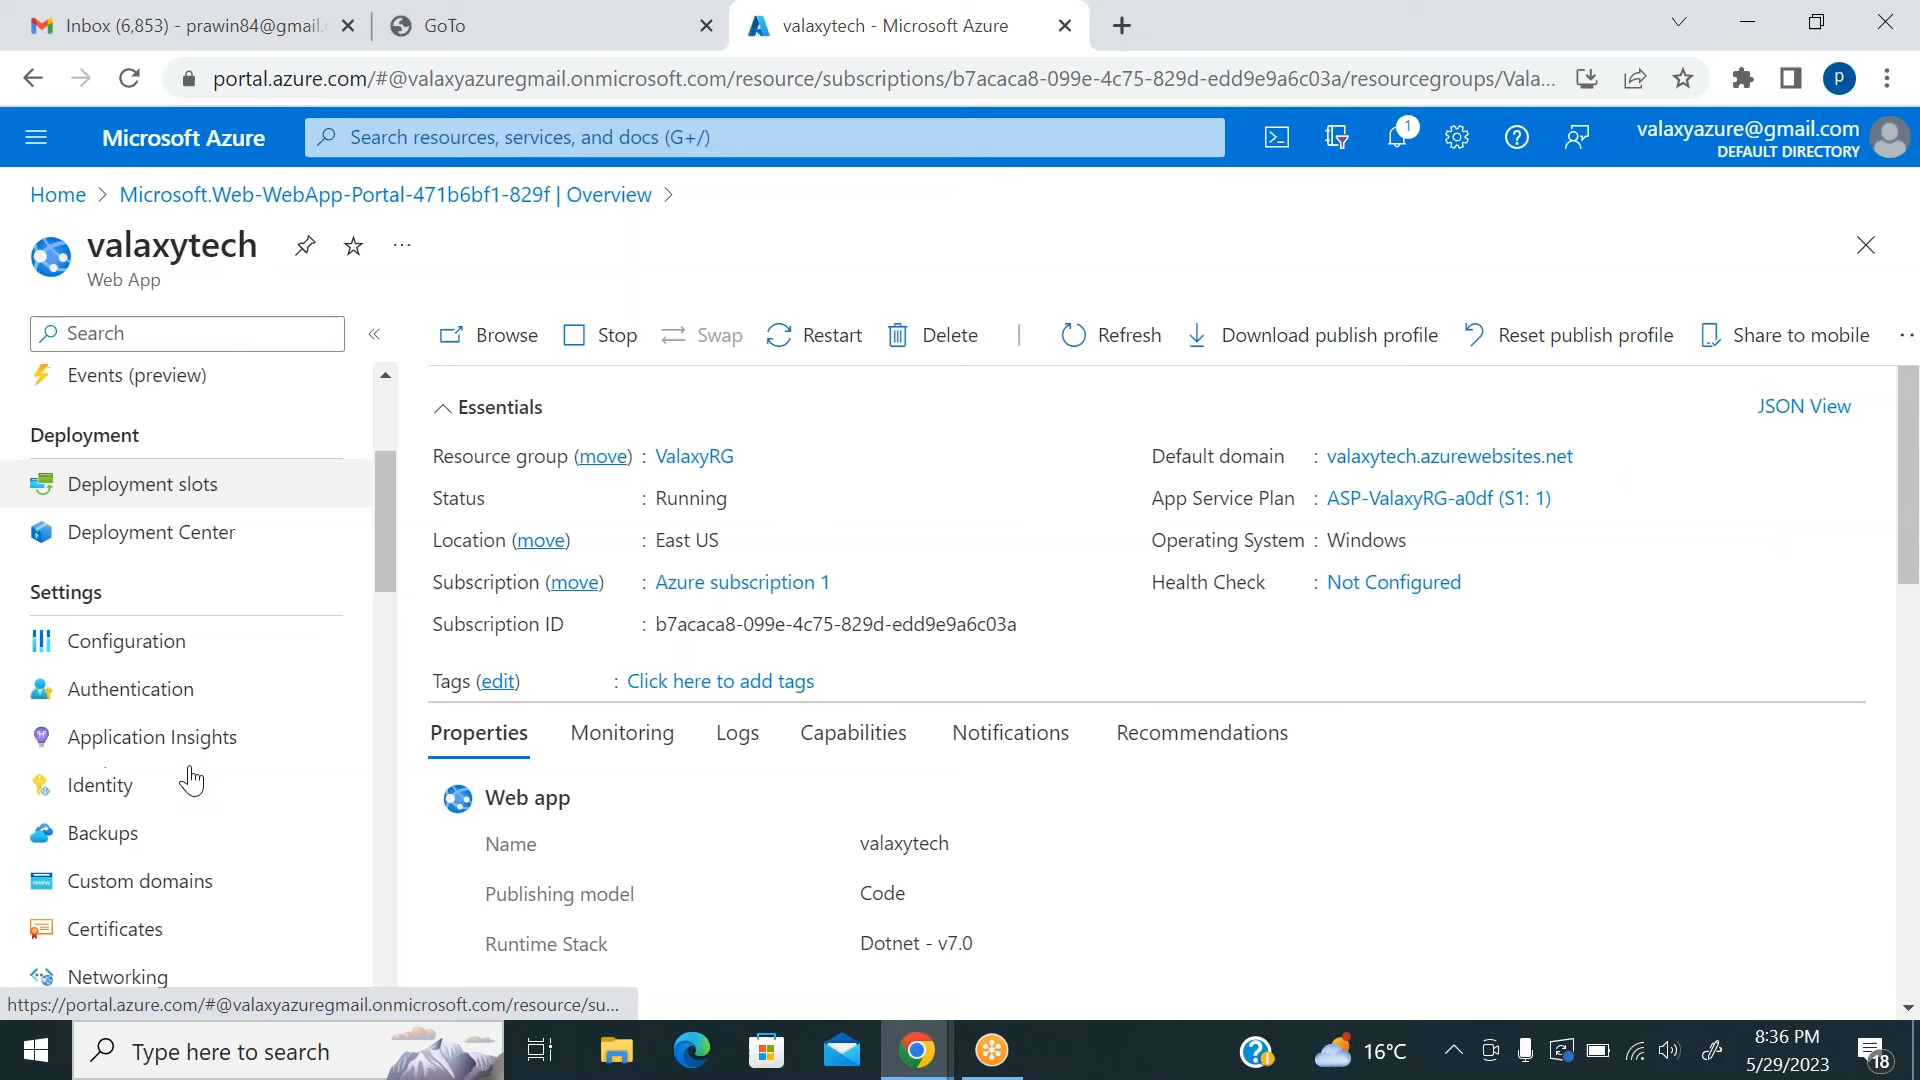 Inbox (6,853) - prawin84@gmail.
GoTo
valaxytech - Microsoft Azure
portal.azure.com/#@valaxyazuregmail.onmicrosoft.com/resource/subscriptions/b7acaca8-099e-4c75-829d-edd9e9a6c03a/resourcegroups/Vala...
P
Microsoft Azure
Search resources, services, and docs (G+/)
1
valaxyazure@gmail.com
DEFAULT DIRECTORY
Home > Microsoft.Web-WebApp-Portal-471b6bf1-829f | Overview >
valaxytech
Web App
Search
Browse Stop Swap Restart Delete Refresh Download publish profile Reset publish profile Share to mobile
Events (preview)
Deployment
Deployment slots
Deployment Center
Settings
Configuration
Authentication
Application Insights
Identity
Backups
Custom domains
Certificates
Networking
Essentials
JSON View
Resource group (move) : ValaxyRG
Status : Running
Location (move) : East US
Subscription (move) : Azure subscription 1
Subscription ID : b7acaca8-099e-4c75-829d-edd9e9a6c03a
Default domain : valaxytech.azurewebsites.net
App Service Plan : ASP-ValaxyRG-a0df (S1: 1)
Operating System : Windows
Health Check : Not Configured
Tags (edit) : Click here to add tags
Properties Monitoring Logs Capabilities Notifications Recommendations
Web app
Name valaxytech
Publishing model Code
Runtime Stack Dotnet - v7.0
https://portal.azure.com/#@valaxyazuregmail.onmicrosoft.com/resource/su...
Type here to search
16°C
8:36 PM
5/29/2023
18